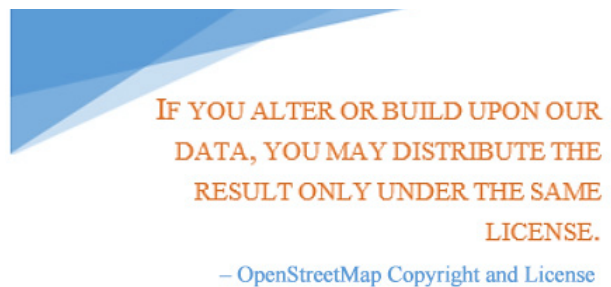 IF YOU ALTER OR BUILD UPON OUR
DATA, YOU MAY DISTRIBUTE THE
RESULT ONLY UNDER THE SAME
LICENSE.
– OpenStreetMap Copyright and License